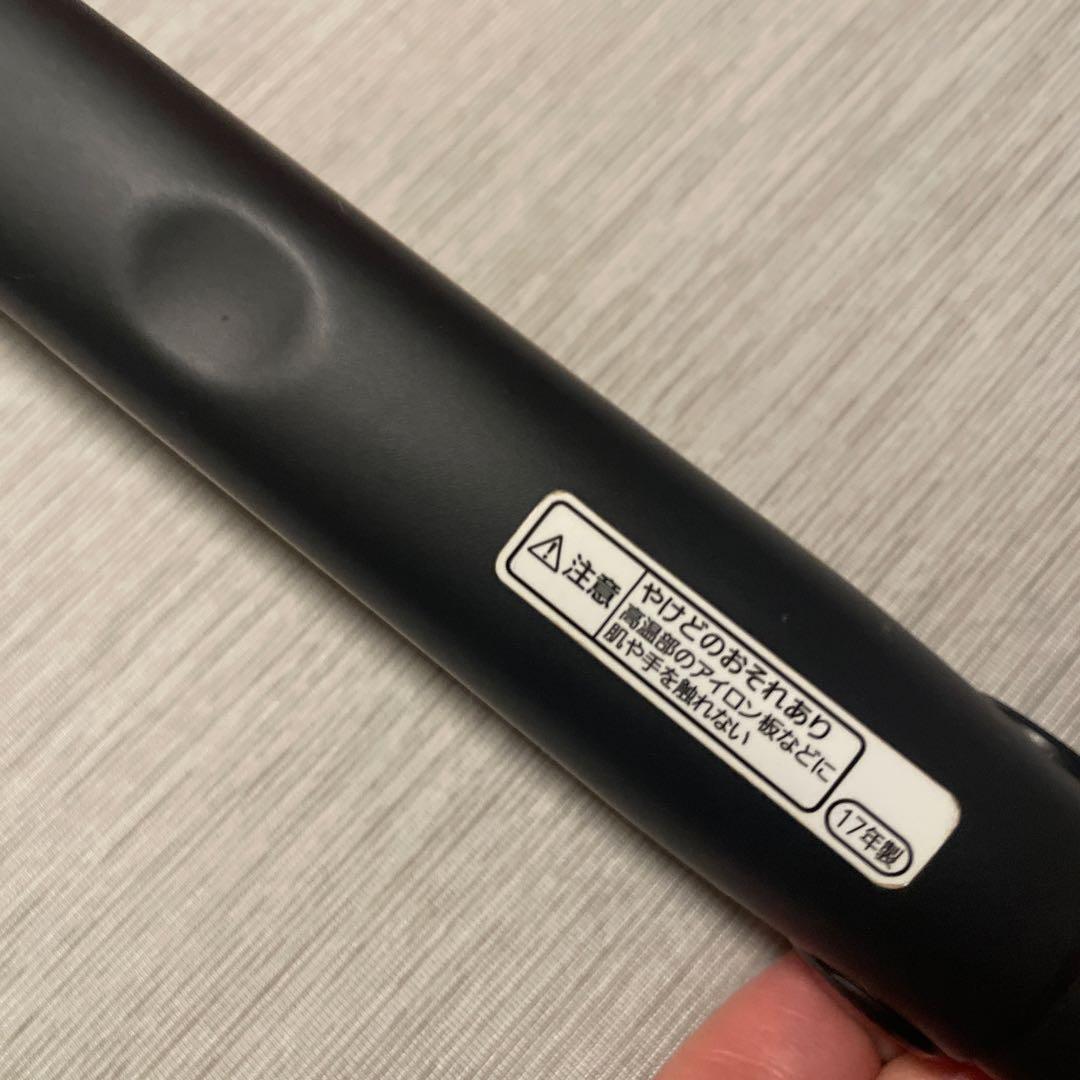 ⚠注意
やけどのおそれあり
高温部のアイロン板などに
肌や手を触れない
17年製